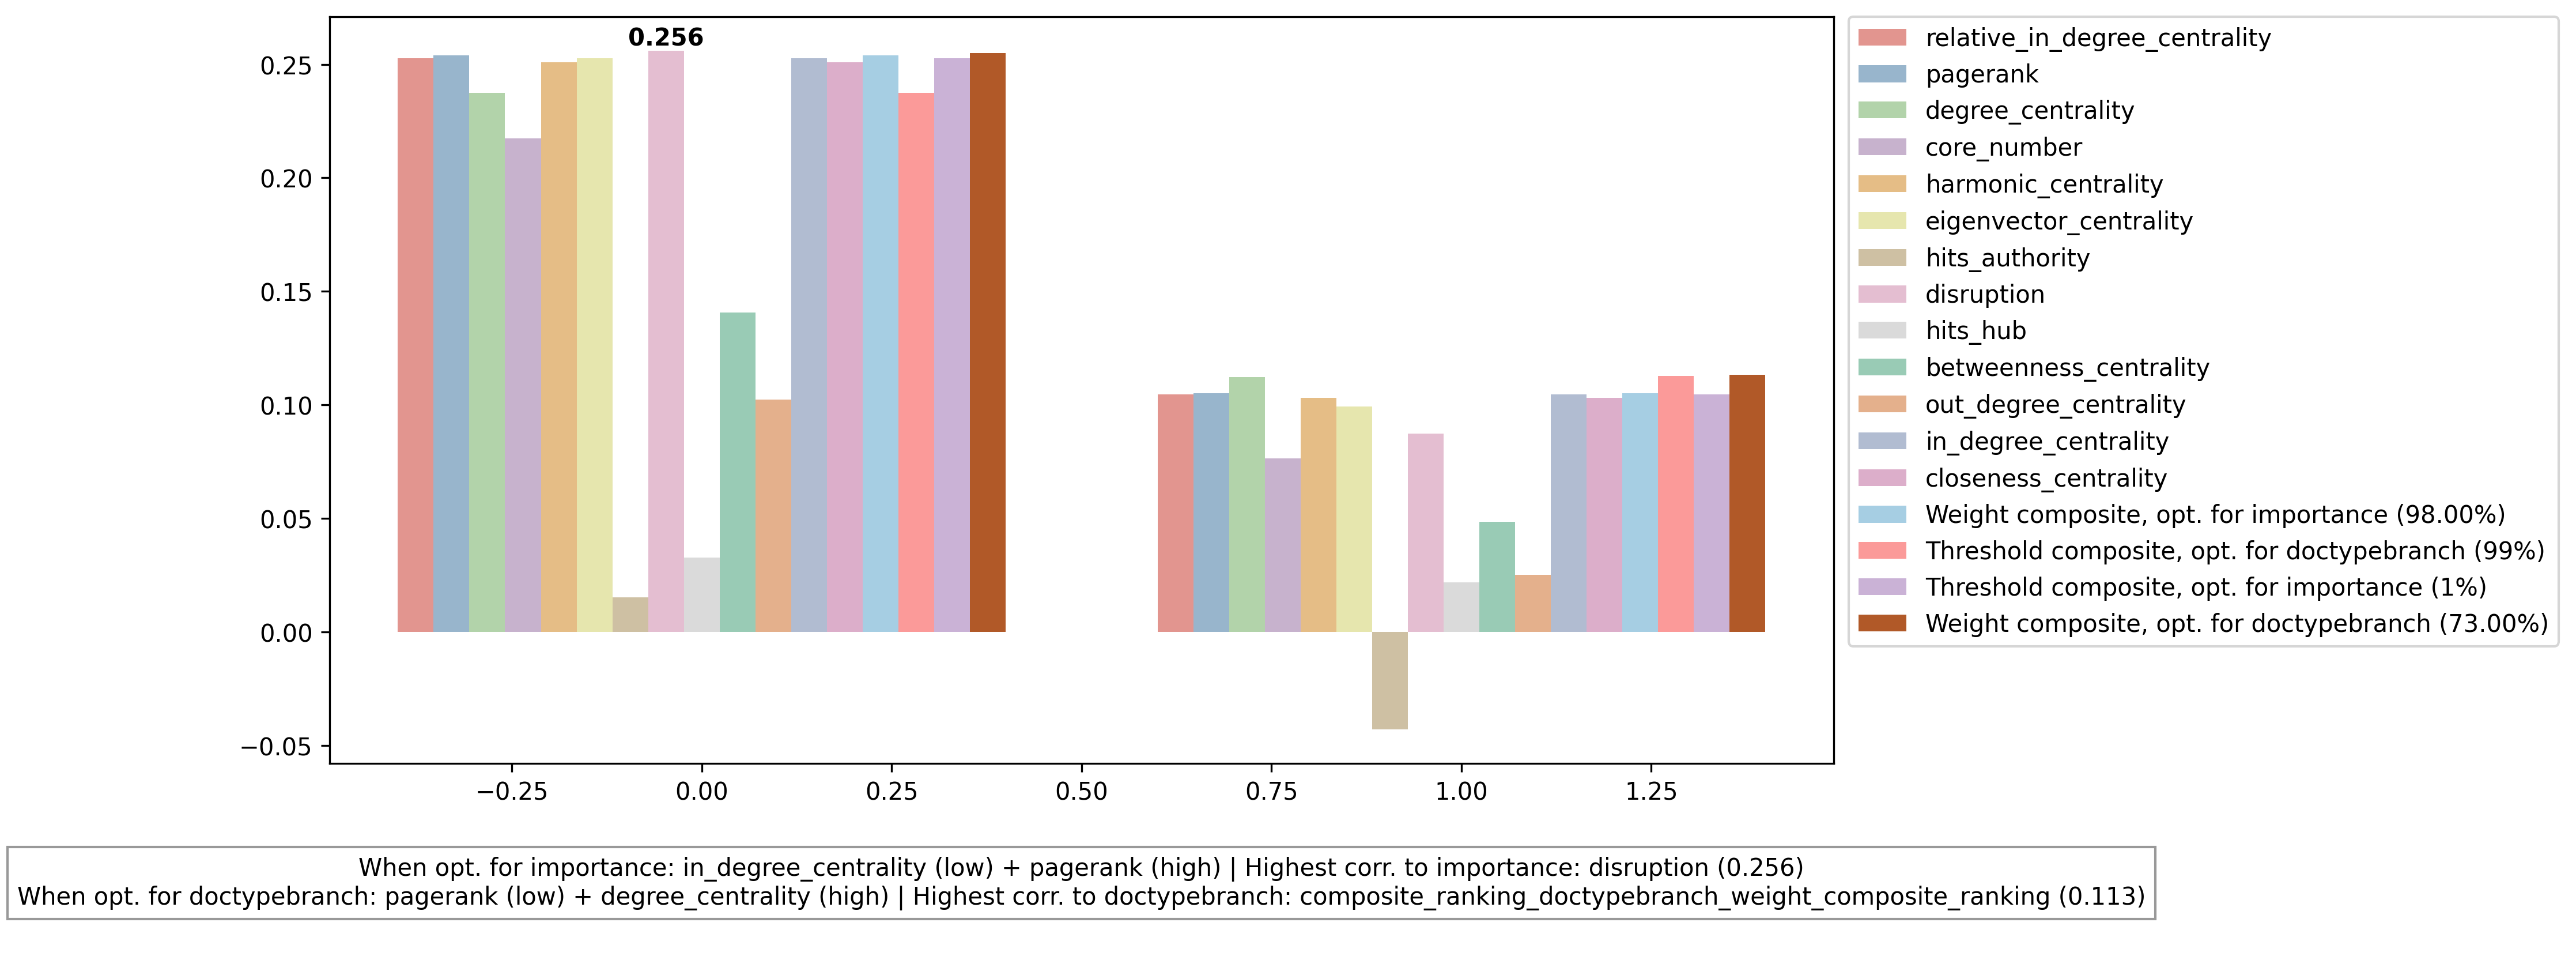 0.256
0.25
0.20
0.15
0.10
0.05
0.00
−0.05
−0.25
0.00
0.25
0.50
0.75
1.00
1.25
relative_in_degree_centrality
pagerank
degree_centrality
core_number
harmonic_centrality
eigenvector_centrality
hits_authority
disruption
hits_hub
betweenness_centrality
out_degree_centrality
in_degree_centrality
closeness_centrality
Weight composite, opt. for importance (98.00%)
Threshold composite, opt. for doctypebranch (99%)
Threshold composite, opt. for importance (1%)
Weight composite, opt. for doctypebranch (73.00%)
When opt. for importance: in_degree_centrality (low) + pagerank (high) | Highest corr. to importance: disruption (0.256)
When opt. for doctypebranch: pagerank (low) + degree_centrality (high) | Highest corr. to doctypebranch: composite_ranking_doctypebranch_weight_composite_ranking (0.113)